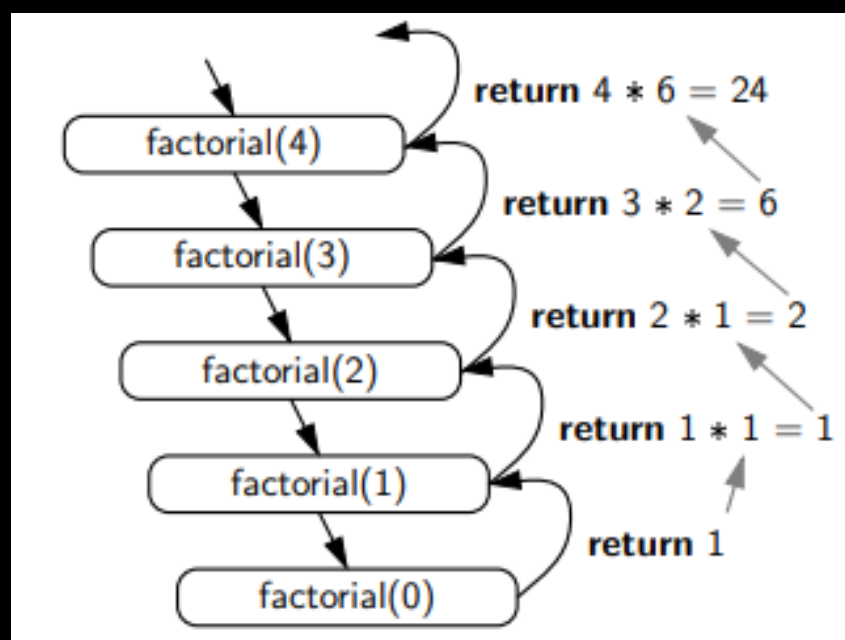 return 4 * 6 = 24
factorial(4)
return 3 * 2 = 6
factorial(3)
return 2 * 1 = 2
factorial(2)
return 1 * 1 = 1
factorial(1)
return 1
factorial(0)